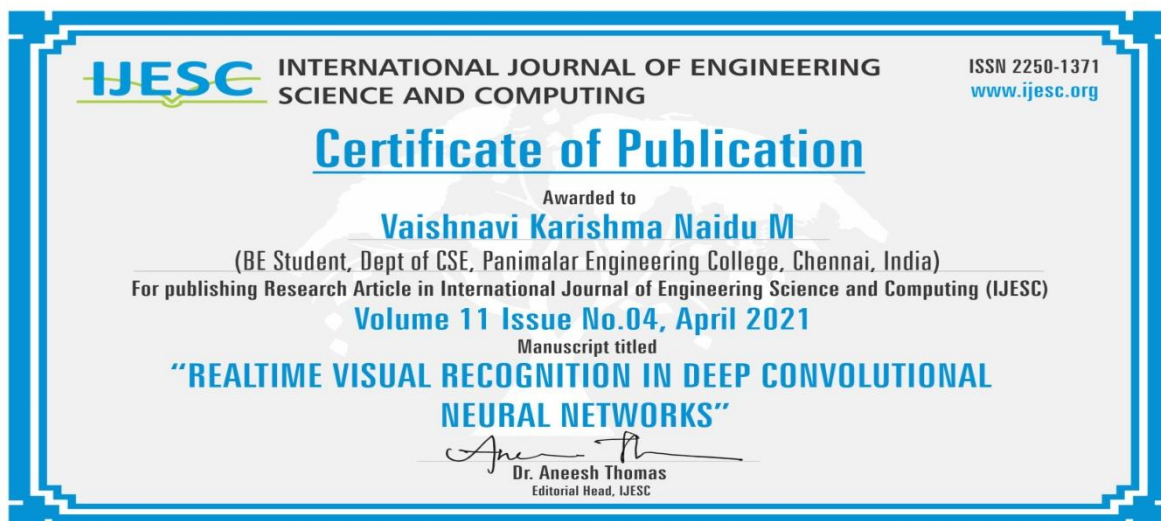 IJESC
INTERNATIONAL JOURNAL OF ENGINEERING
SCIENCE AND COMPUTING
ISSN 2250-1371
www.ijesc.org
Certificate of Publication
Awarded to
Vaishnavi Karishma Naidu M
(BE Student, Dept of CSE, Panimalar Engineering College, Chennai, India)
For publishing Research Article in International Journal of Engineering Science and Computing (IJESC)
Volume 11 Issue No.04, April 2021
Manuscript titled
“REALTIME VISUAL RECOGNITION IN DEEP CONVOLUTIONAL
NEURAL NETWORKS”
Dr. Aneesh Thomas
Editorial Head, IJESC